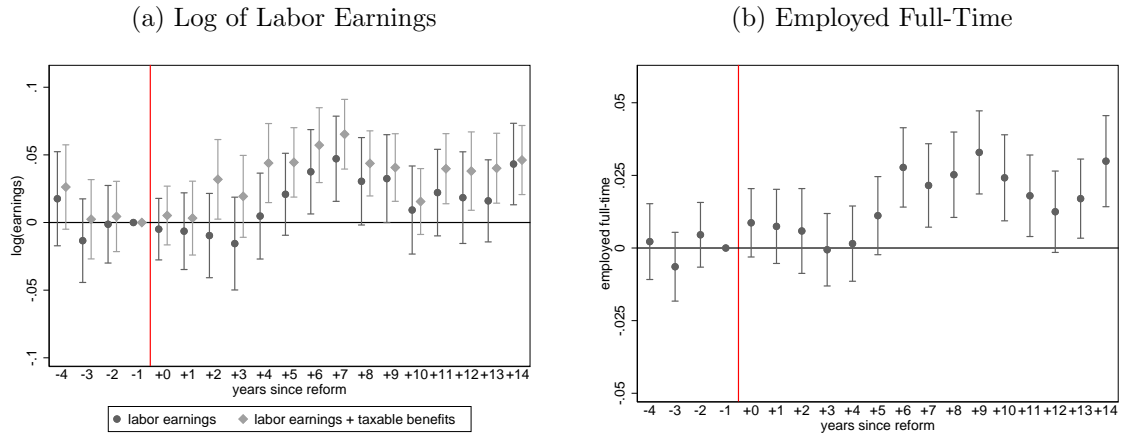 (a) Log of Labor Earnings
log(earnings)
.1
.05
0
-.05
-.1
-4 -3 -2 -1 +0 +1 +2 +3 +4 +5 +6 +7 +8 +9 +10 +11 +12 +13 +14
years since reform
labor earnings labor earnings + taxable benefits
(b) Employed Full-Time
employed full-time
.05
.025
0
-.025
-.05
-4 -3 -2 -1 +0 +1 +2 +3 +4 +5 +6 +7 +8 +9 +10 +11 +12 +13 +14
years since reform